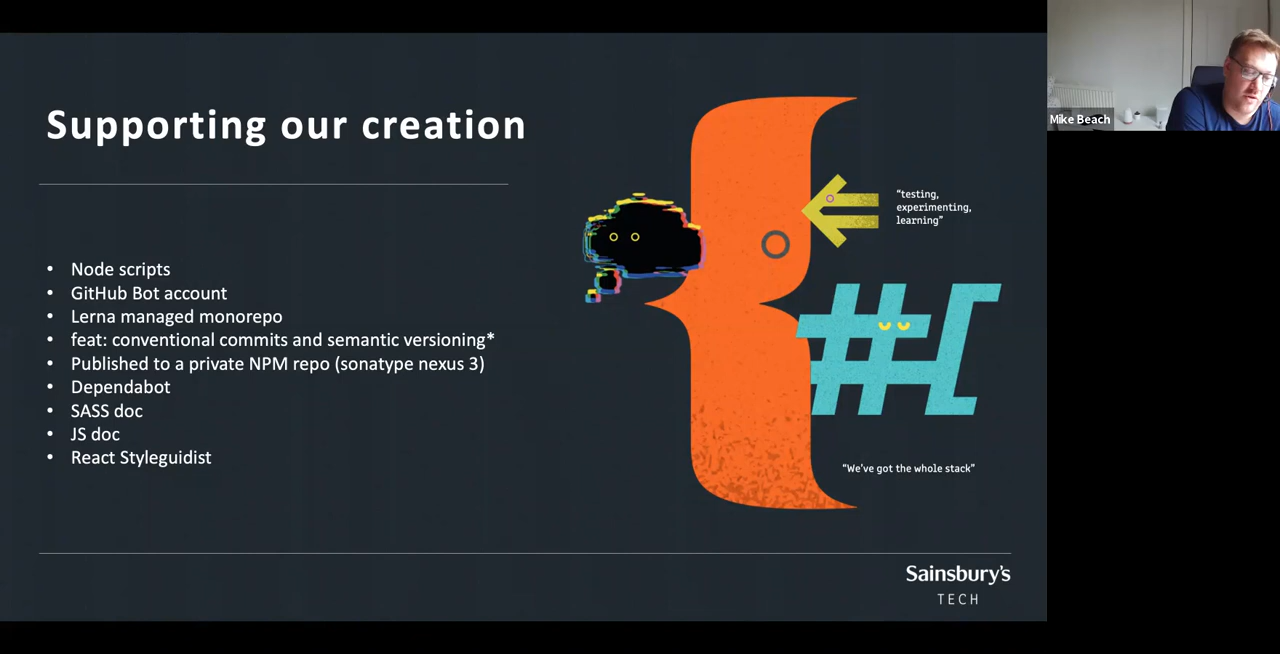 Supporting our creation
• Node scripts
• GitHub Bot account
• Lerna managed monorepo
• feat: conventional commits and semantic versioning*
• Published to a private NPM repo (sonatype nexus 3)
• Dependabot
• SASS doc
• JS doc
• React Styleguidist
“testing,
experimenting,
learning”
“We’ve got the whole stack”
Sainsbury’s
TECH
Mike Beach